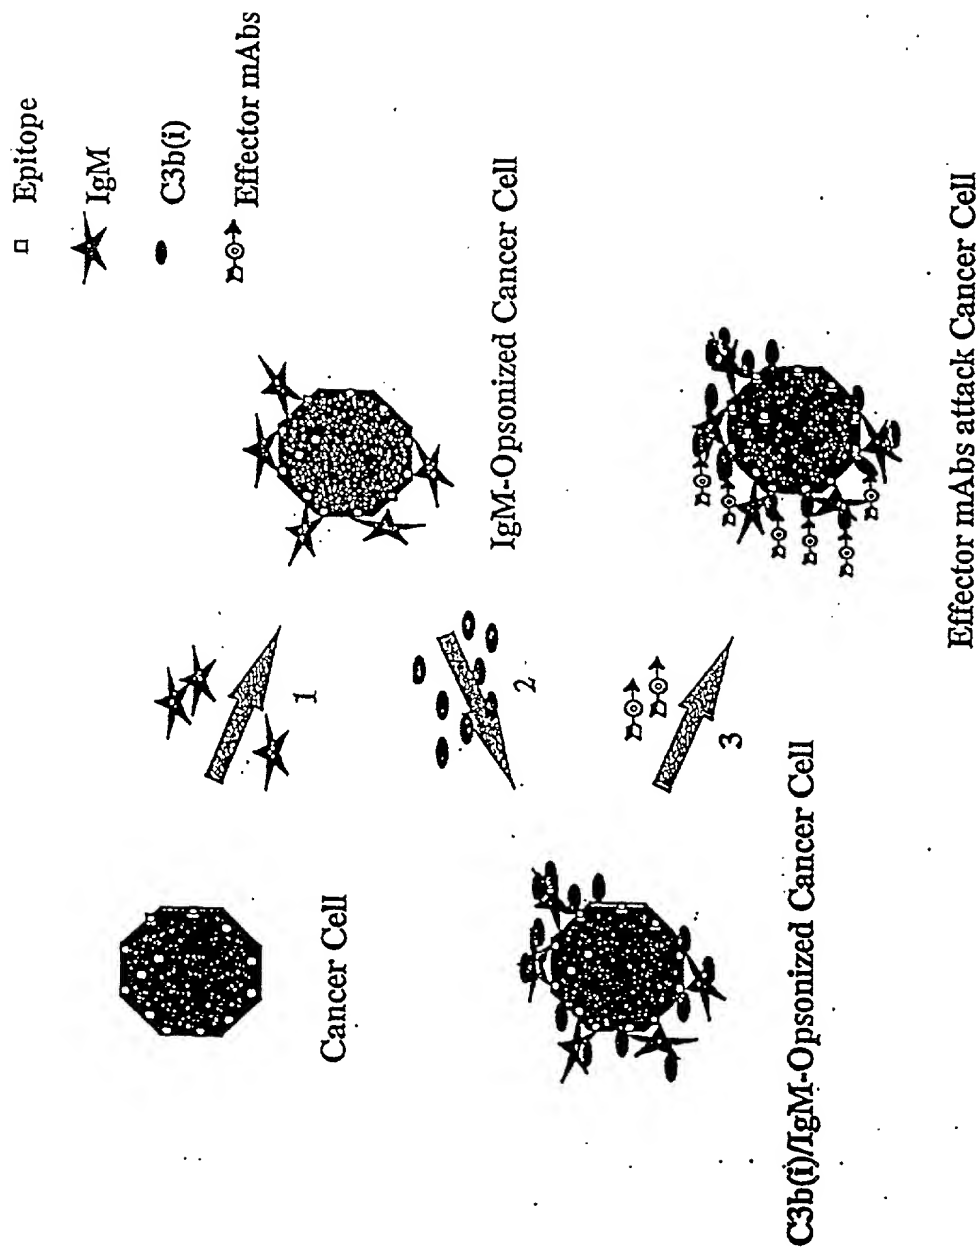 Epitope
IgM
C3b(i)
Effector mAbs
Cancer Cell
1
IgM-Opsonized Cancer Cell
2
C3b(i)/IgM-Opsonized Cancer Cell
3
Effector mAbs attack Cancer Cell